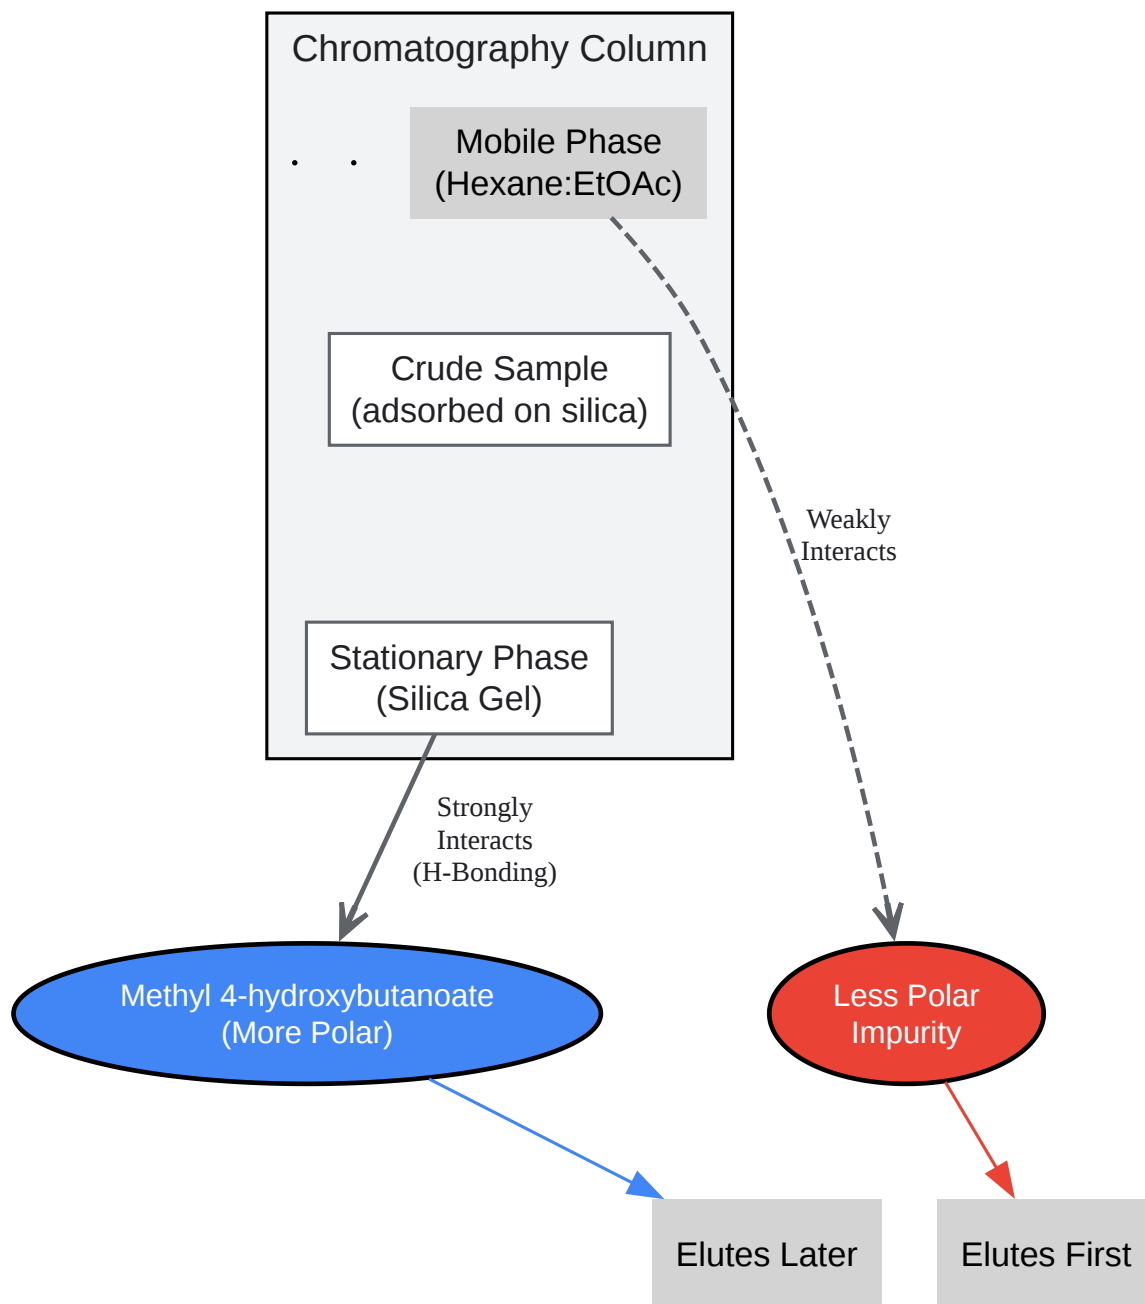 Chromatography Column
Mobile Phase
(Hexane:EtOAc)
Crude Sample
(adsorbed on silica)
Weakly
Interacts
Stationary Phase
(Silica Gel)
Strongly
Interacts
(H-Bonding)
Methyl 4-hydroxybutanoate
(More Polar)
Less Polar
Impurity
Elutes Later
Elutes First